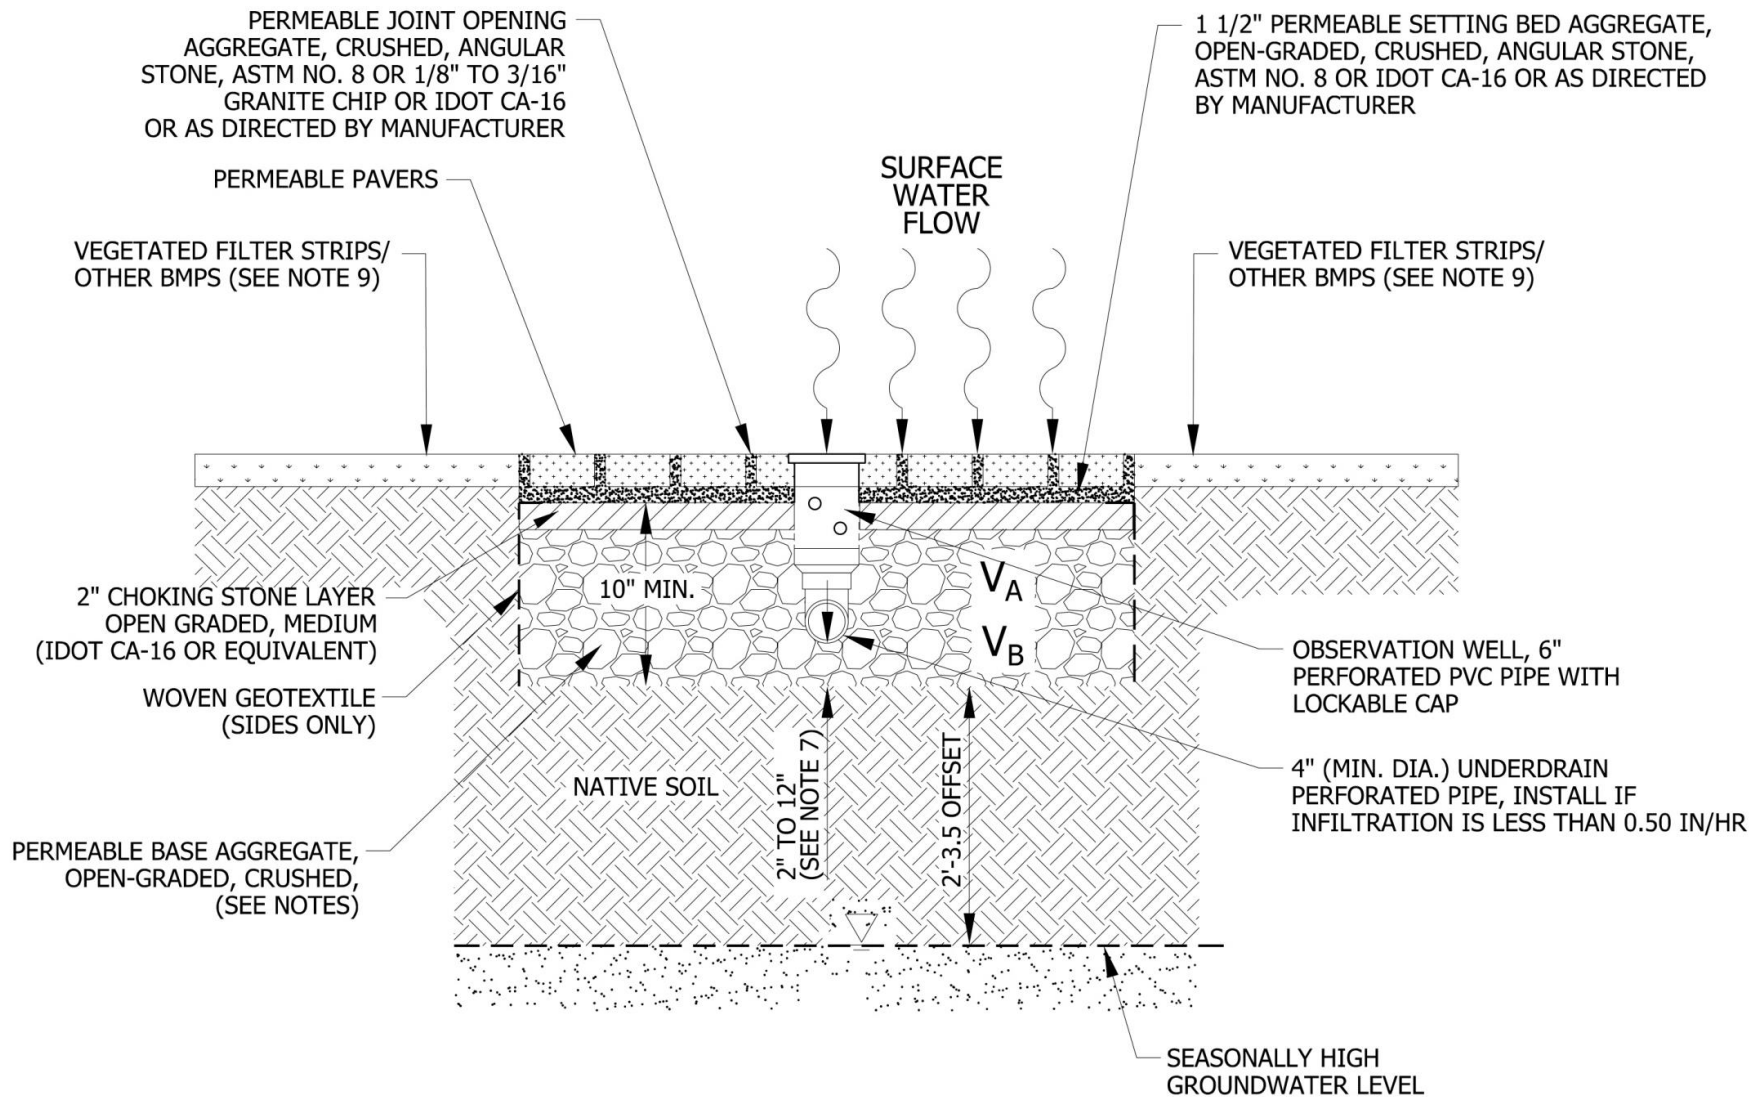 PERMEABLE JOINT OPENING
AGGREGATE, CRUSHED, ANGULAR
STONE, ASTM NO. 8 OR 1/8" TO 3/16"
GRANITE CHIP OR IDOT CA-16
OR AS DIRECTED BY MANUFACTURER
1 1/2" PERMEABLE SETTING BED AGGREGATE,
OPEN-GRADED, CRUSHED, ANGULAR STONE,
ASTM NO. 8 OR IDOT CA-16 OR AS DIRECTED
BY MANUFACTURER
PERMEABLE PAVERS
SURFACE
WATER
FLOW
VEGETATED FILTER STRIPS/
OTHER BMPS (SEE NOTE 9)
VEGETATED FILTER STRIPS/
OTHER BMPS (SEE NOTE 9)
2" CHOKING STONE LAYER
OPEN GRADED, MEDIUM
(IDOT CA-16 OR EQUIVALENT)
10" MIN.
VA
VB
WOVEN GEOTEXTILE
(SIDES ONLY)
OBSERVATION WELL, 6"
PERFORATED PVC PIPE WITH
LOCKABLE CAP
NATIVE SOIL
2" TO 12"
(SEE NOTE 7)
2'-3.5 OFFSET
4" (MIN. DIA.) UNDERDRAIN
PERFORATED PIPE, INSTALL IF
INFILTRATION IS LESS THAN 0.50 IN/HR
PERMEABLE BASE AGGREGATE,
OPEN-GRADED, CRUSHED,
(SEE NOTES)
SEASONALLY HIGH
GROUNDWATER LEVEL